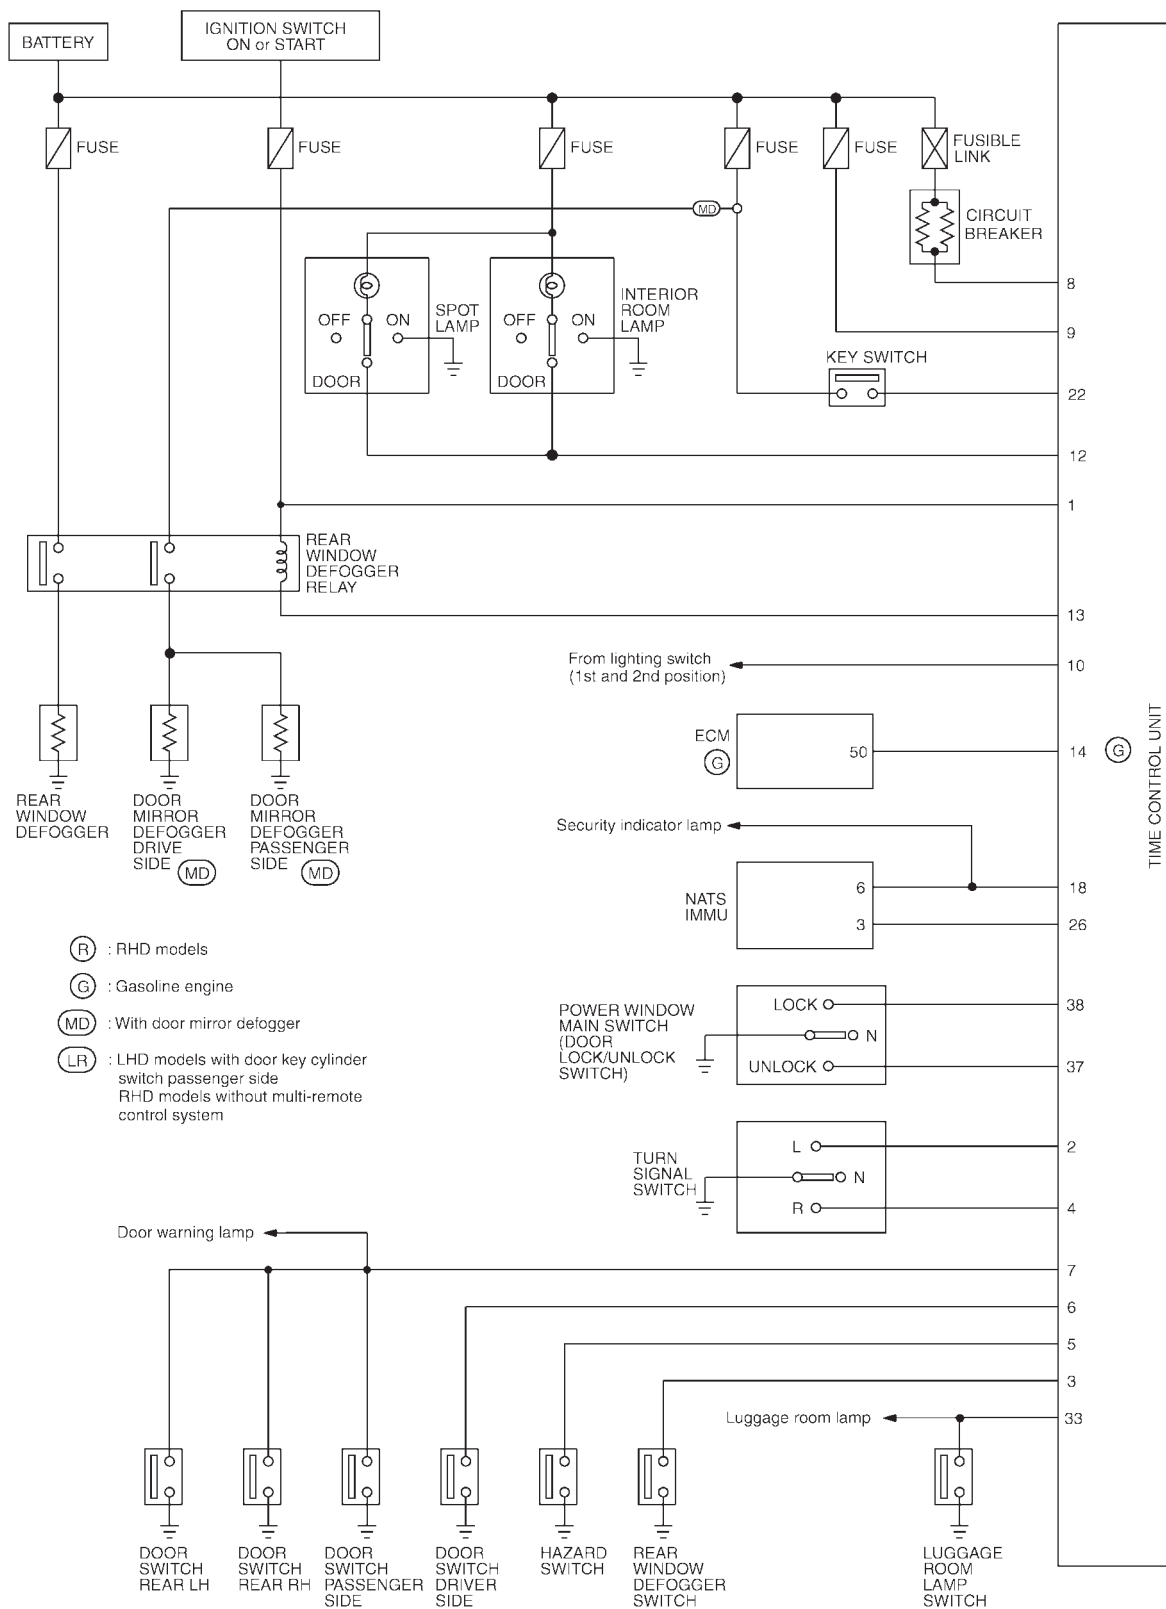 BATTERY
IGNITION SWITCH
ON or START
FUSE
FUSE
FUSE
FUSE
FUSE
FUSIBLE
LINK
MD
CIRCUIT
BREAKER
8
SPOT
LAMP
OFF
ON
DOOR
INTERIOR
ROOM
LAMP
OFF
ON
DOOR
9
KEY SWITCH
22
12
1
REAR
WINDOW
DEFOGGER
RELAY
13
From lighting switch
(1st and 2nd position)
10
ECM
G
50
14
G
TIME CONTROL UNIT
REAR
WINDOW
DEFOGGER
DOOR
MIRROR
DEFOGGER
DRIVE
SIDE
MD
DOOR
MIRROR
DEFOGGER
PASSENGER
SIDE
MD
Security indicator lamp
NATS
IMMU
6
18
3
26
R : RHD models
G : Gasoline engine
MD : With door mirror defogger
LR : LHD models with door key cylinder
switch passenger side
RHD models without multi-remote
control system
POWER WINDOW
MAIN SWITCH
(DOOR
LOCK/UNLOCK
SWITCH)
LOCK
N
UNLOCK
38
37
TURN
SIGNAL
SWITCH
L
N
R
2
4
Door warning lamp
7
6
5
3
Luggage room lamp
33
DOOR
SWITCH
REAR LH
DOOR
SWITCH
REAR RH
DOOR
SWITCH
PASSENGER
SIDE
DOOR
SWITCH
DRIVER
SIDE
HAZARD
SWITCH
REAR
WINDOW
DEFOGGER
SWITCH
LUGGAGE
ROOM
LAMP
SWITCH